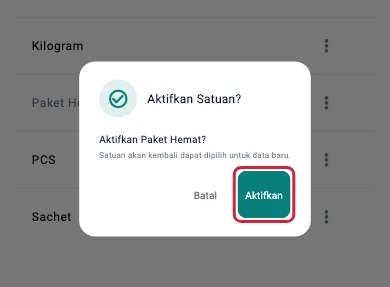 Kilogram
Aktifkan Satuan?
Paket He
Aktifkan Paket Hemat?
Satuan akan kembali dapat dipilih untuk data baru.
PCS
Batal
Aktifkan
Sachet